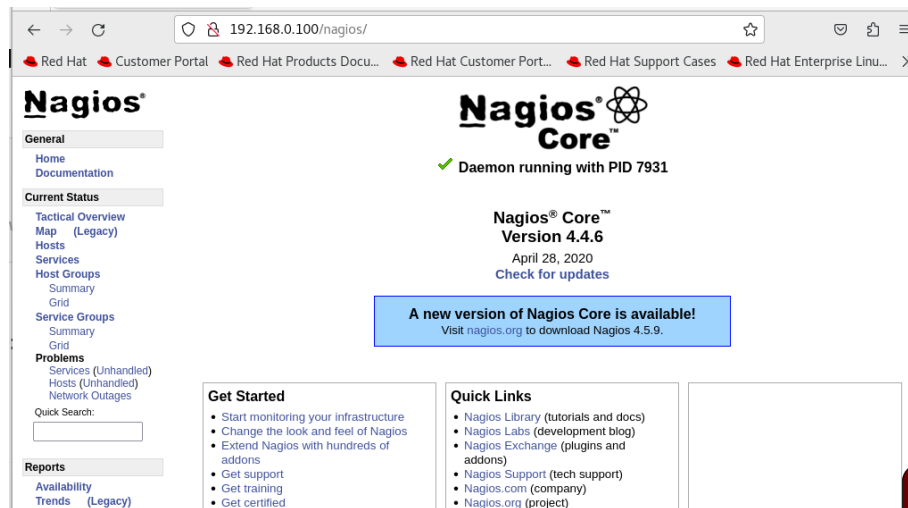 192.168.0.100/nagios/
Red Hat Customer Portal Red Hat Products Docu... Red Hat Customer Port... Red Hat Support Cases Red Hat Enterprise Linu...
Nagios®
General
Home
Documentation
Current Status
Tactical Overview
Map (Legacy)
Hosts
Services
Host Groups
Summary
Grid
Service Groups
Summary
Grid
Problems
Services (Unhandled)
Hosts (Unhandled)
Network Outages
Quick Search:
Reports
Availability
Trends (Legacy)
Nagios®
Core™
Daemon running with PID 7931
Nagios® Core™
Version 4.4.6
April 28, 2020
Check for updates
A new version of Nagios Core is available!
Visit nagios.org to download Nagios 4.5.9.
Get Started
• Start monitoring your infrastructure
• Change the look and feel of Nagios
• Extend Nagios with hundreds of
addons
• Get support
• Get training
• Get certified
Quick Links
• Nagios Library (tutorials and docs)
• Nagios Labs (development blog)
• Nagios Exchange (plugins and
addons)
• Nagios Support (tech support)
• Nagios.com (company)
• Nagios.org (project)